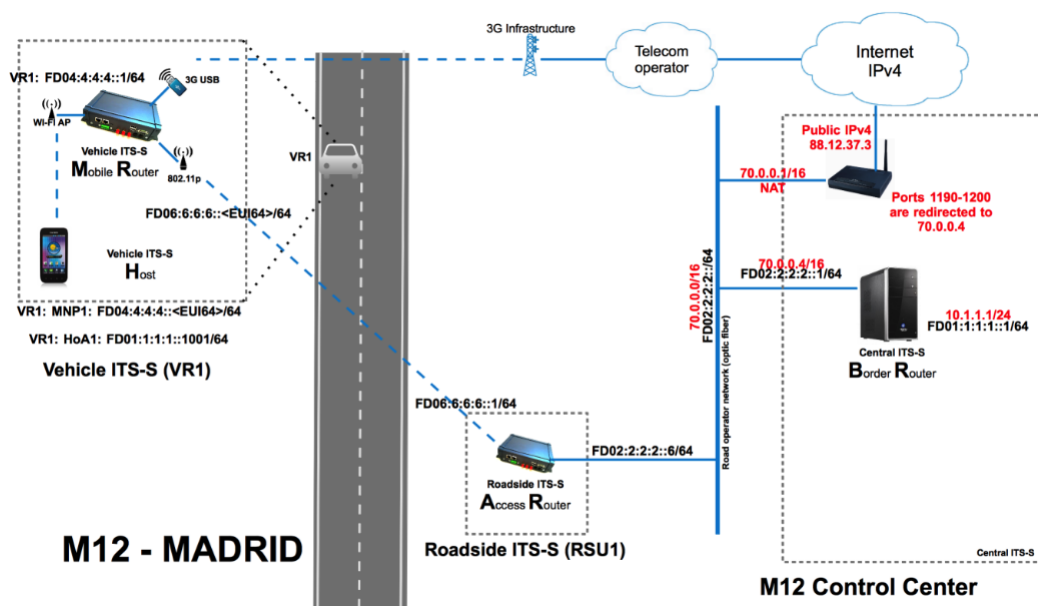 3G Infrastructure
Telecom
operator
Internet
IPv4
VR1: FD04:4:4:4::1/64
3G USB
((·))
WI-FI AP
Vehicle ITS-S
Mobile Router
((·))
802.11p
VR1
FD06:6:6:6::<EUI64>/64
Vehicle ITS-S
Host
VR1: MNP1: FD04:4:4:4::<EUI64>/64
VR1: HoA1: FD01:1:1:1::1001/64
Vehicle ITS-S (VR1)
Public IPv4
88.12.37.3
70.0.0.1/16
NAT
Ports 1190-1200
are redirected to
70.0.0.4
70.0.0.4/16
FD02:2:2:2::1/64
70.0.0.0/16
FD02:2:2:2::/64
Road operator network (optic fiber)
10.1.1.1/24
FD01:1:1:1::1/64
Central ITS-S
Border Router
FD06:6:6:6::1/64
FD02:2:2:2::6/64
Roadside ITS-S
Access Router
Roadside ITS-S (RSU1)
M12 - MADRID
Central ITS-S
M12 Control Center